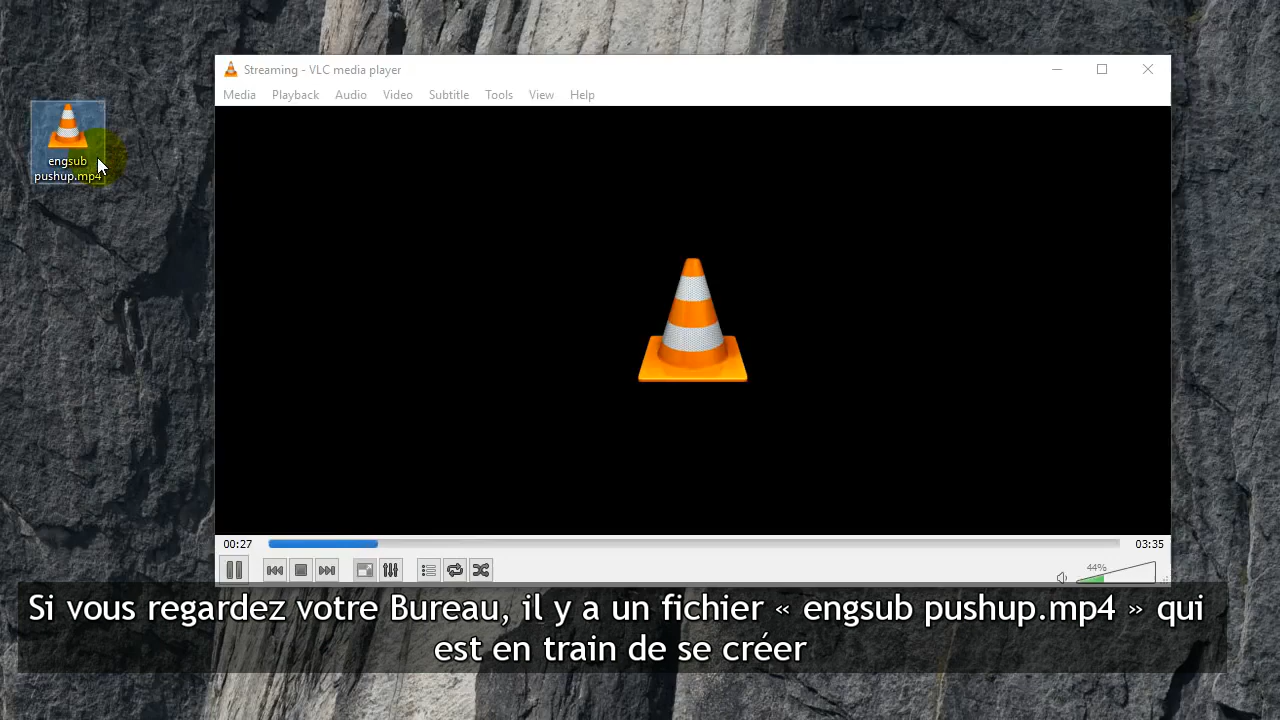 Streaming - VLC media player
Media Playback Audio Video Subtitle Tools View Help
engsub
pushup.mp4
00:27
03:35
44%
Si vous regardez votre Bureau, il y a un fichier « engsub pushup.mp4 » qui
est en train de se créer